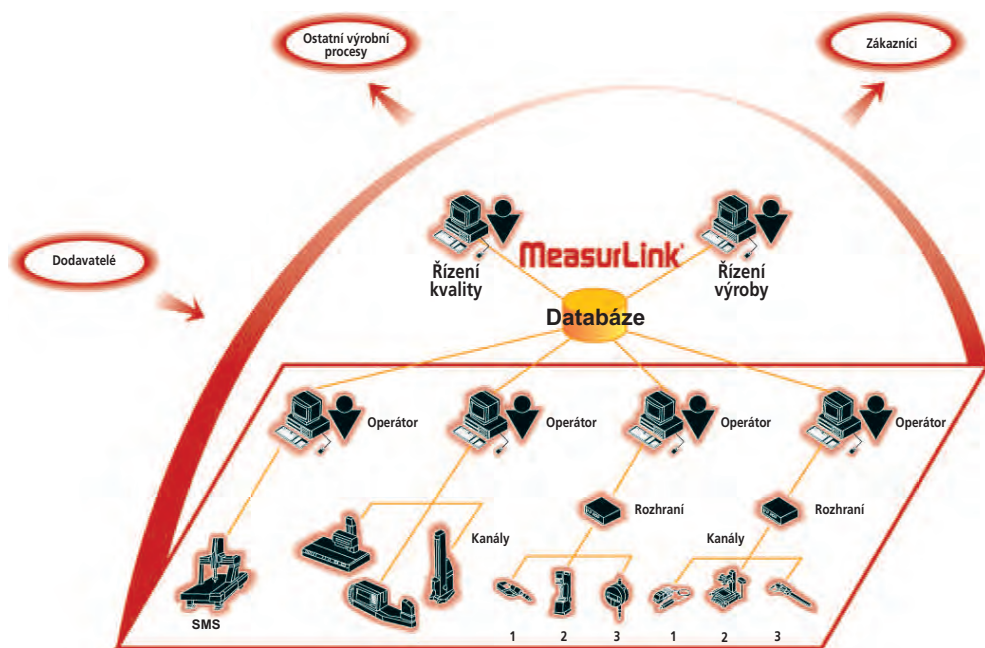 Ostatní výrobní
procesy
Zákazníci
Dodavatelé
MeasurLink®
Řízení
kvality
Řízení
výroby
Databáze
Operátor
Operátor
Operátor
Operátor
Rozhraní
Rozhraní
Kanály
Kanály
SMS
1 2 3 1 2 3